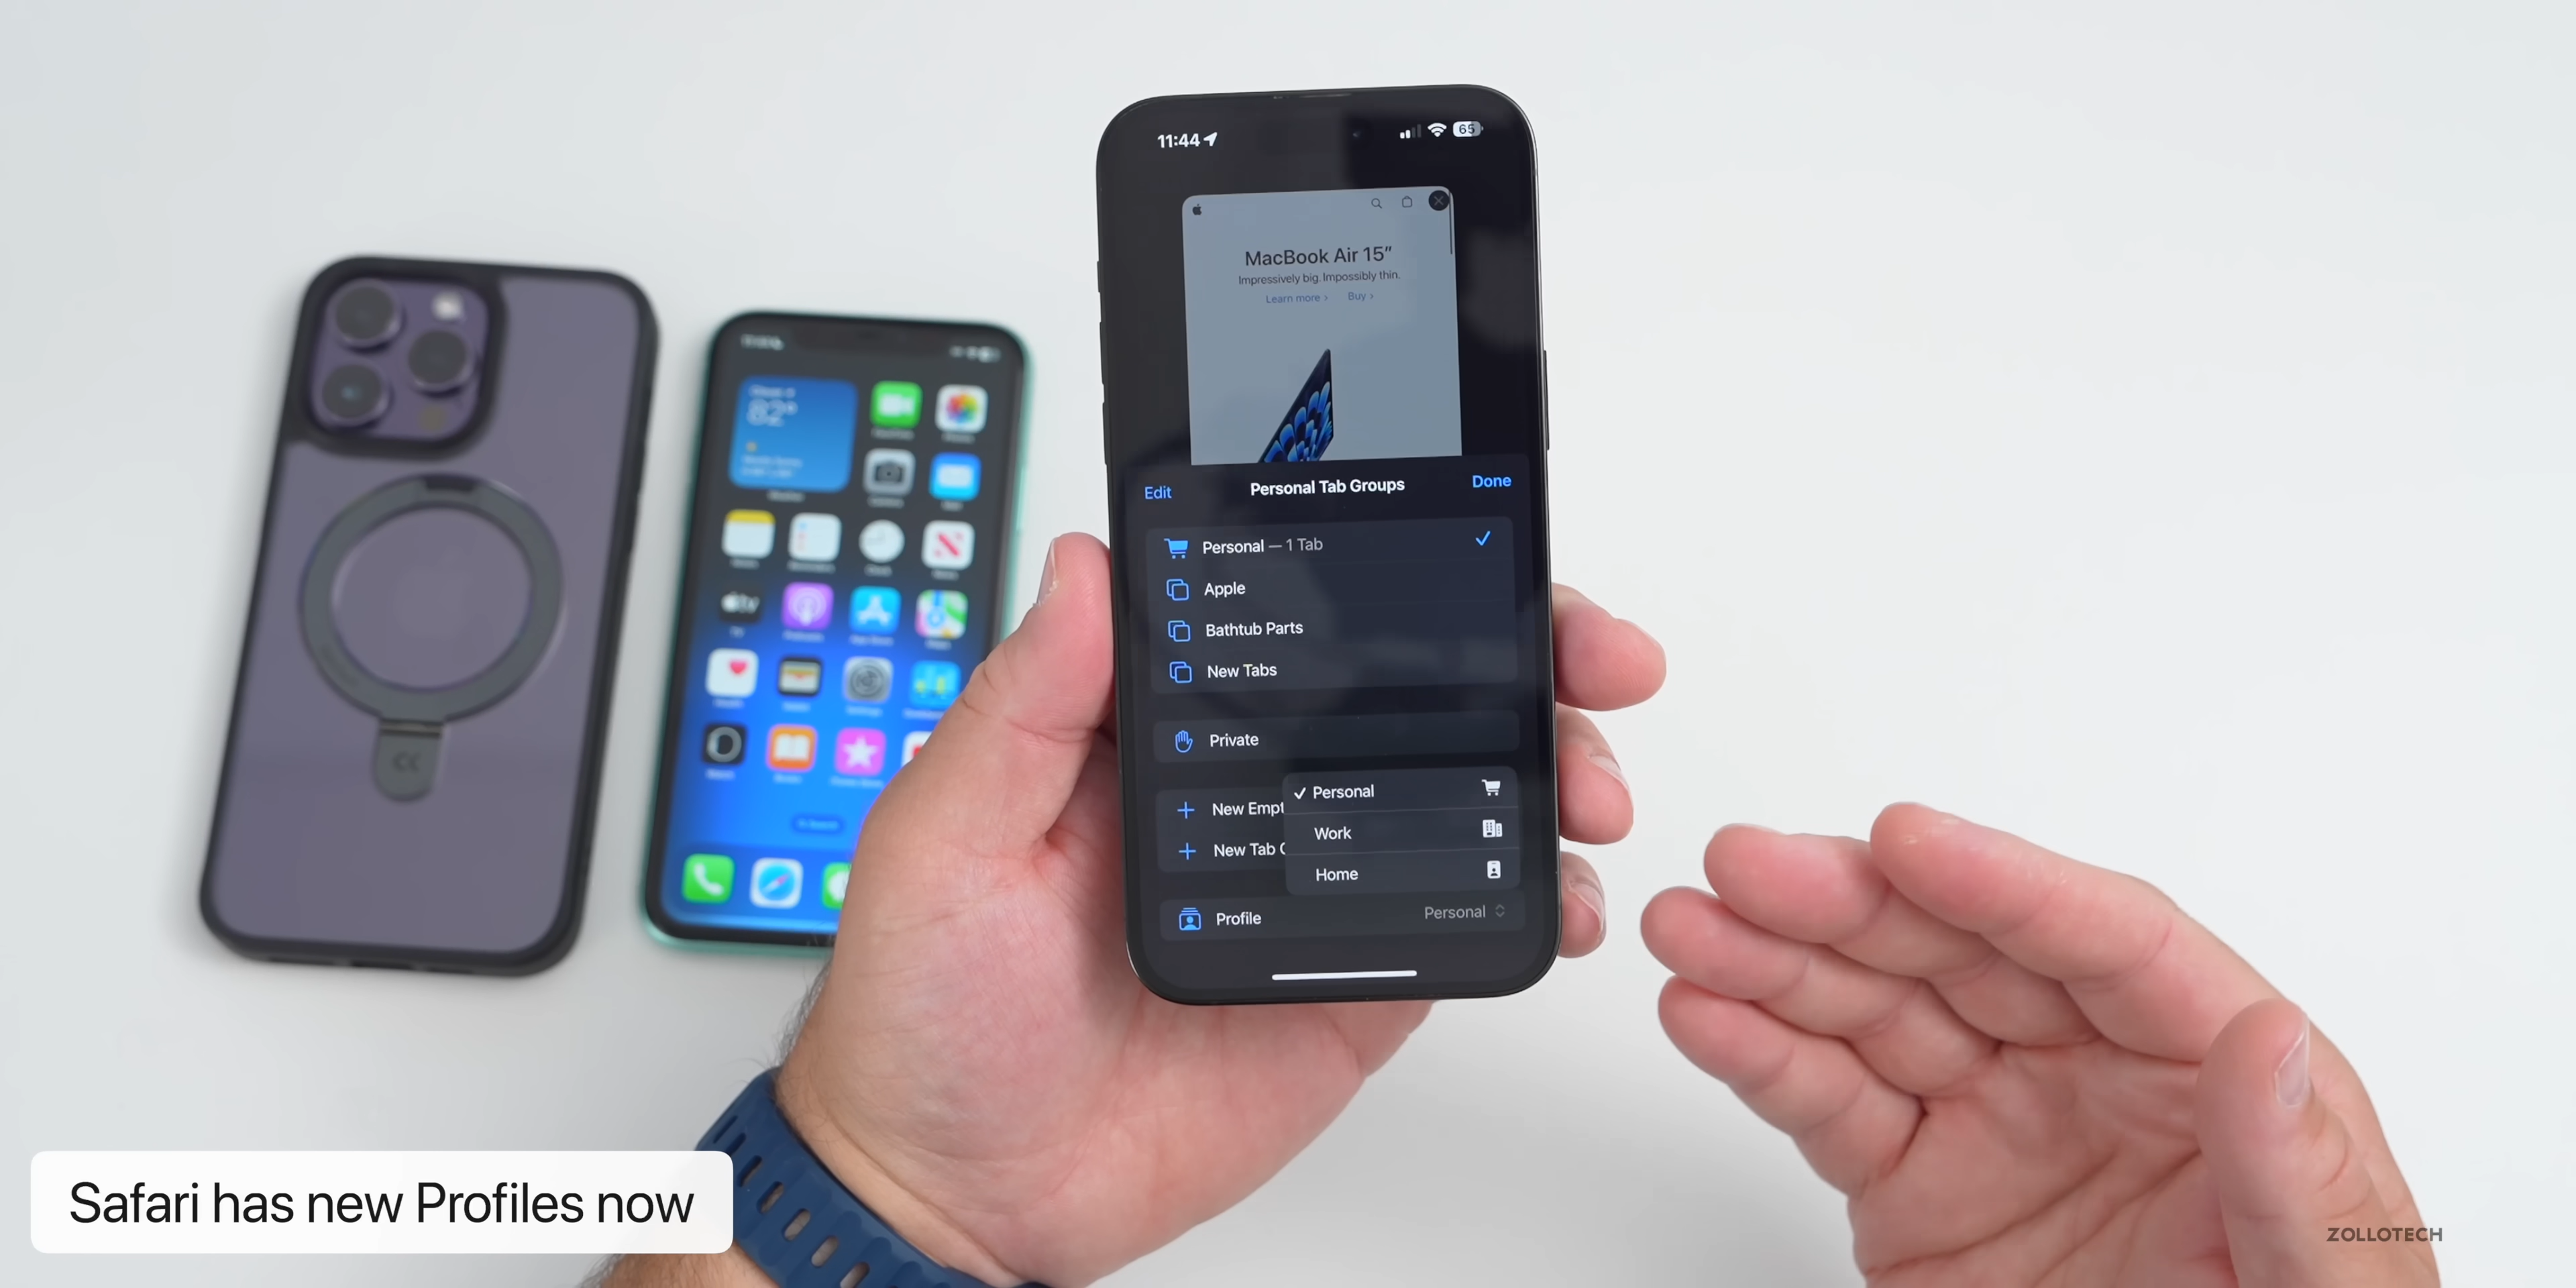 11:44
65
MacBook Air 15"
Impressively big. Impossibly thin.
Learn more > Buy >
Edit Personal Tab Groups Done
Personal — 1 Tab
Apple
Bathtub Parts
New Tabs
Private
New Empt
New Tab
Personal
Work
Home
Profile Personal
82°
tv
Safari has new Profiles now
ZOLLOTECH